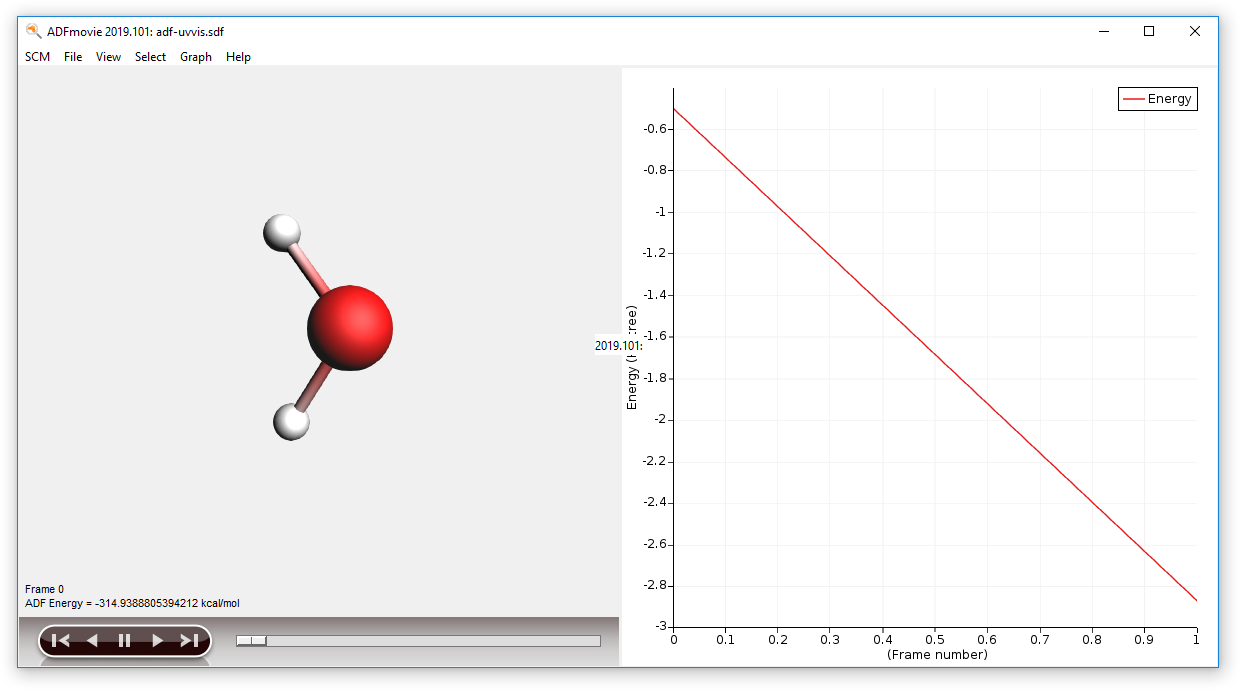 ADFmovie 2019.101: adf-uvvis.sdf
SCM File View Select Graph Help
Energy
-0.6
-0.8
-1
-1.2
-1.4
-1.6
-1.8
-2
-2.2
-2.4
-2.6
-2.8
-3
Energy
2019.101:
0 0.1 0.2 0.3 0.4 0.5 0.6 0.7 0.8 0.9 1
(Frame number)
Frame 0
ADF Energy = -314.9388805394212 kcal/mol